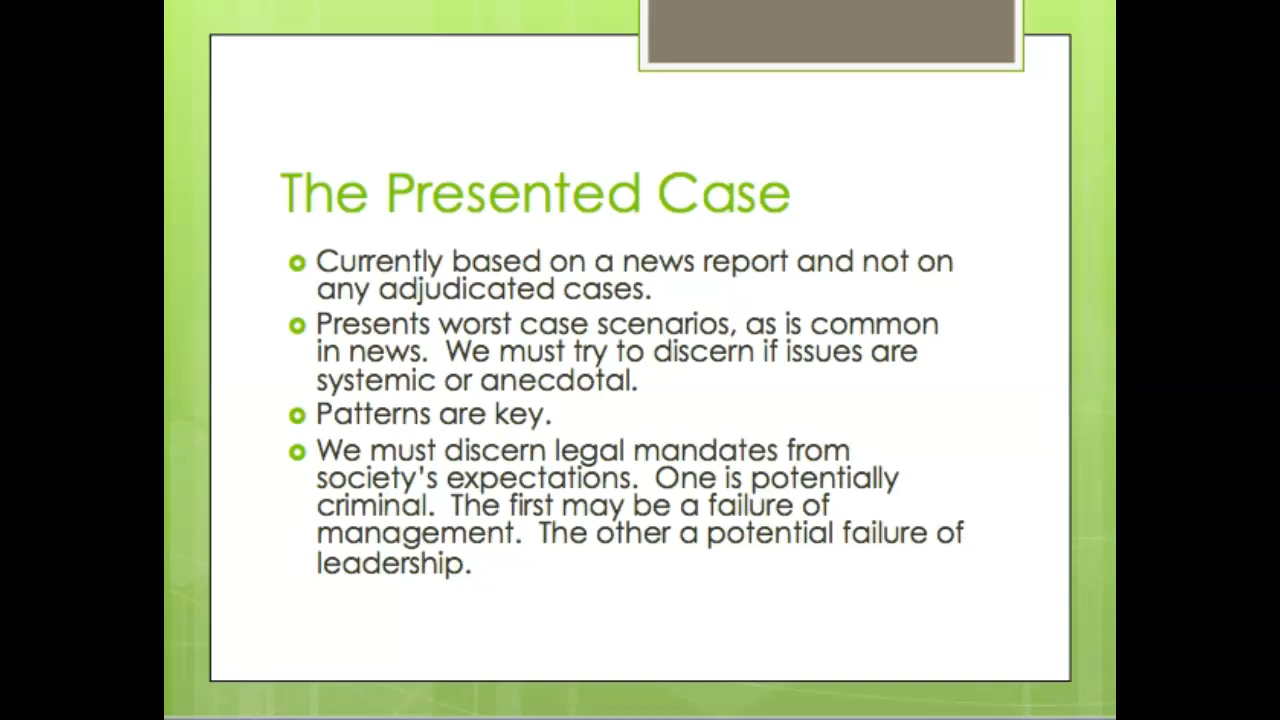 The Presented Case
Currently based on a news report and not on
any adjudicated cases.
Presents worst case scenarios, as is common
in news.  We must try to discern if issues are
systemic or anecdotal.
Patterns are key.
We must discern legal mandates from
society’s expectations.  One is potentially
criminal.  The first may be a failure of
management.  The other a potential failure of
leadership.